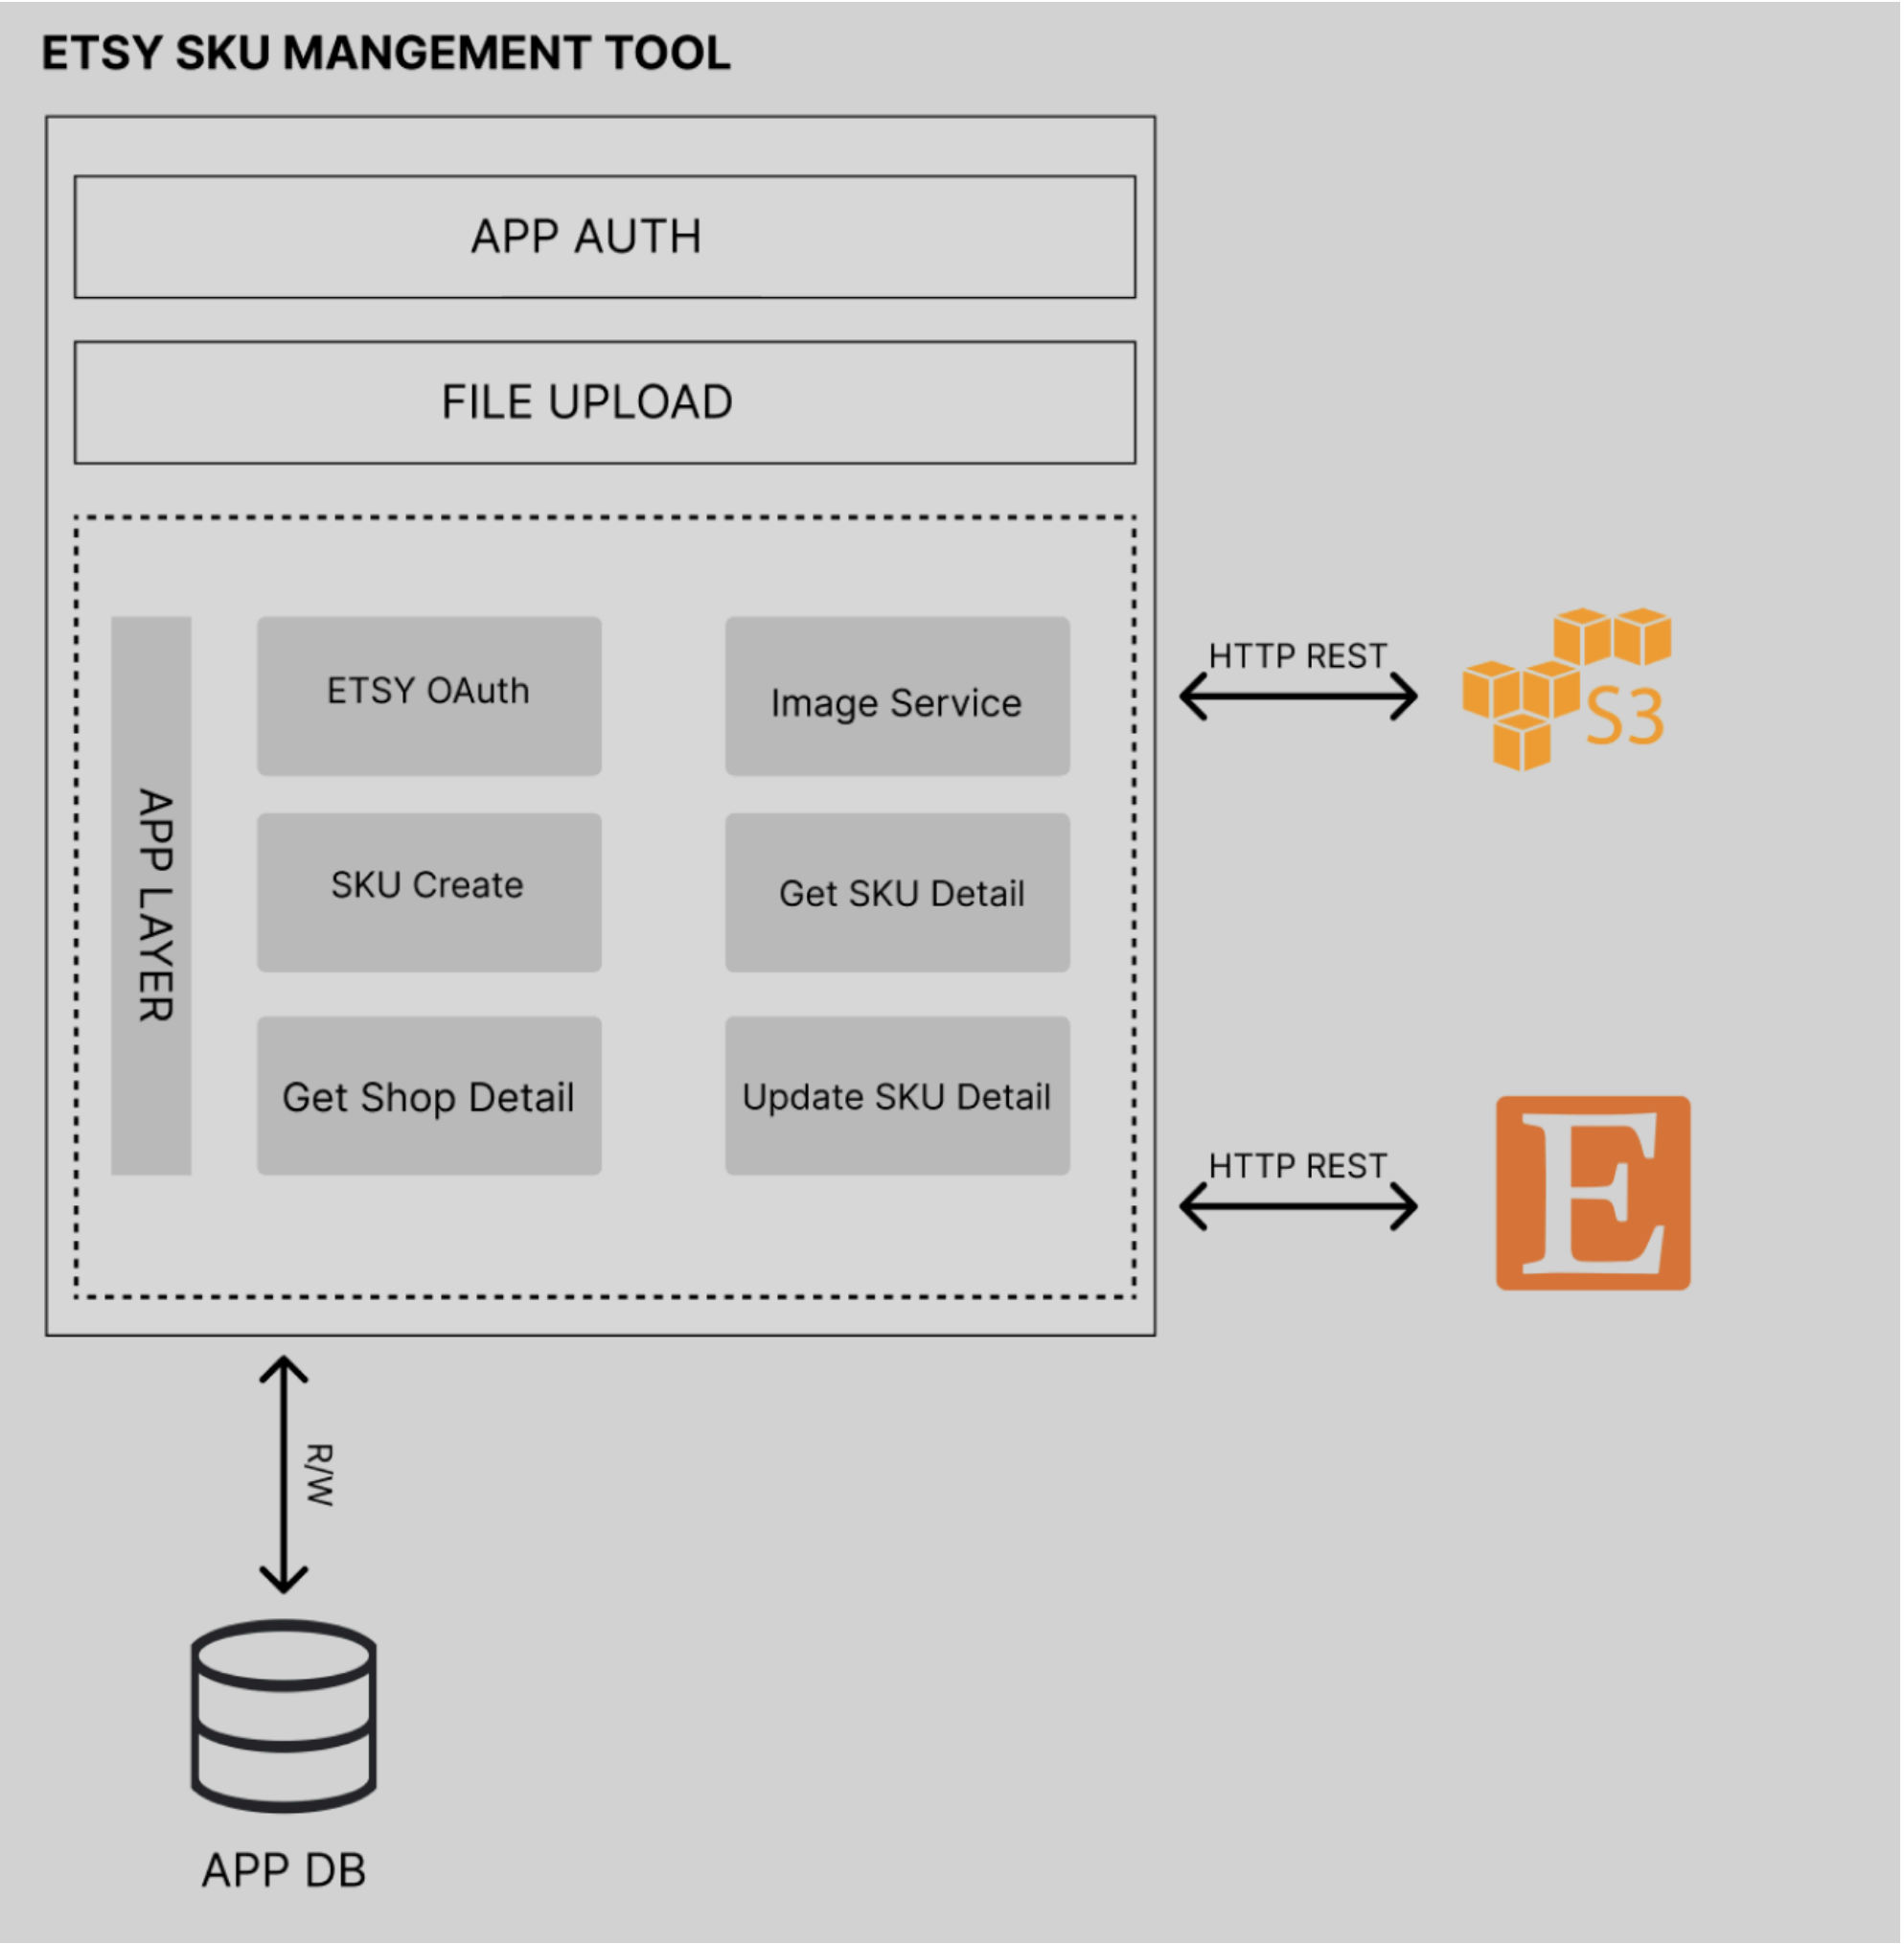 ETSY SKU MANGEMENT TOOL
APP AUTH
FILE UPLOAD
APP LAYER
ETSY OAuth
Image Service
SKU Create
Get SKU Detail
Get Shop Detail
Update SKU Detail
HTTP REST
S3
HTTP REST
E
R/W
APP DB